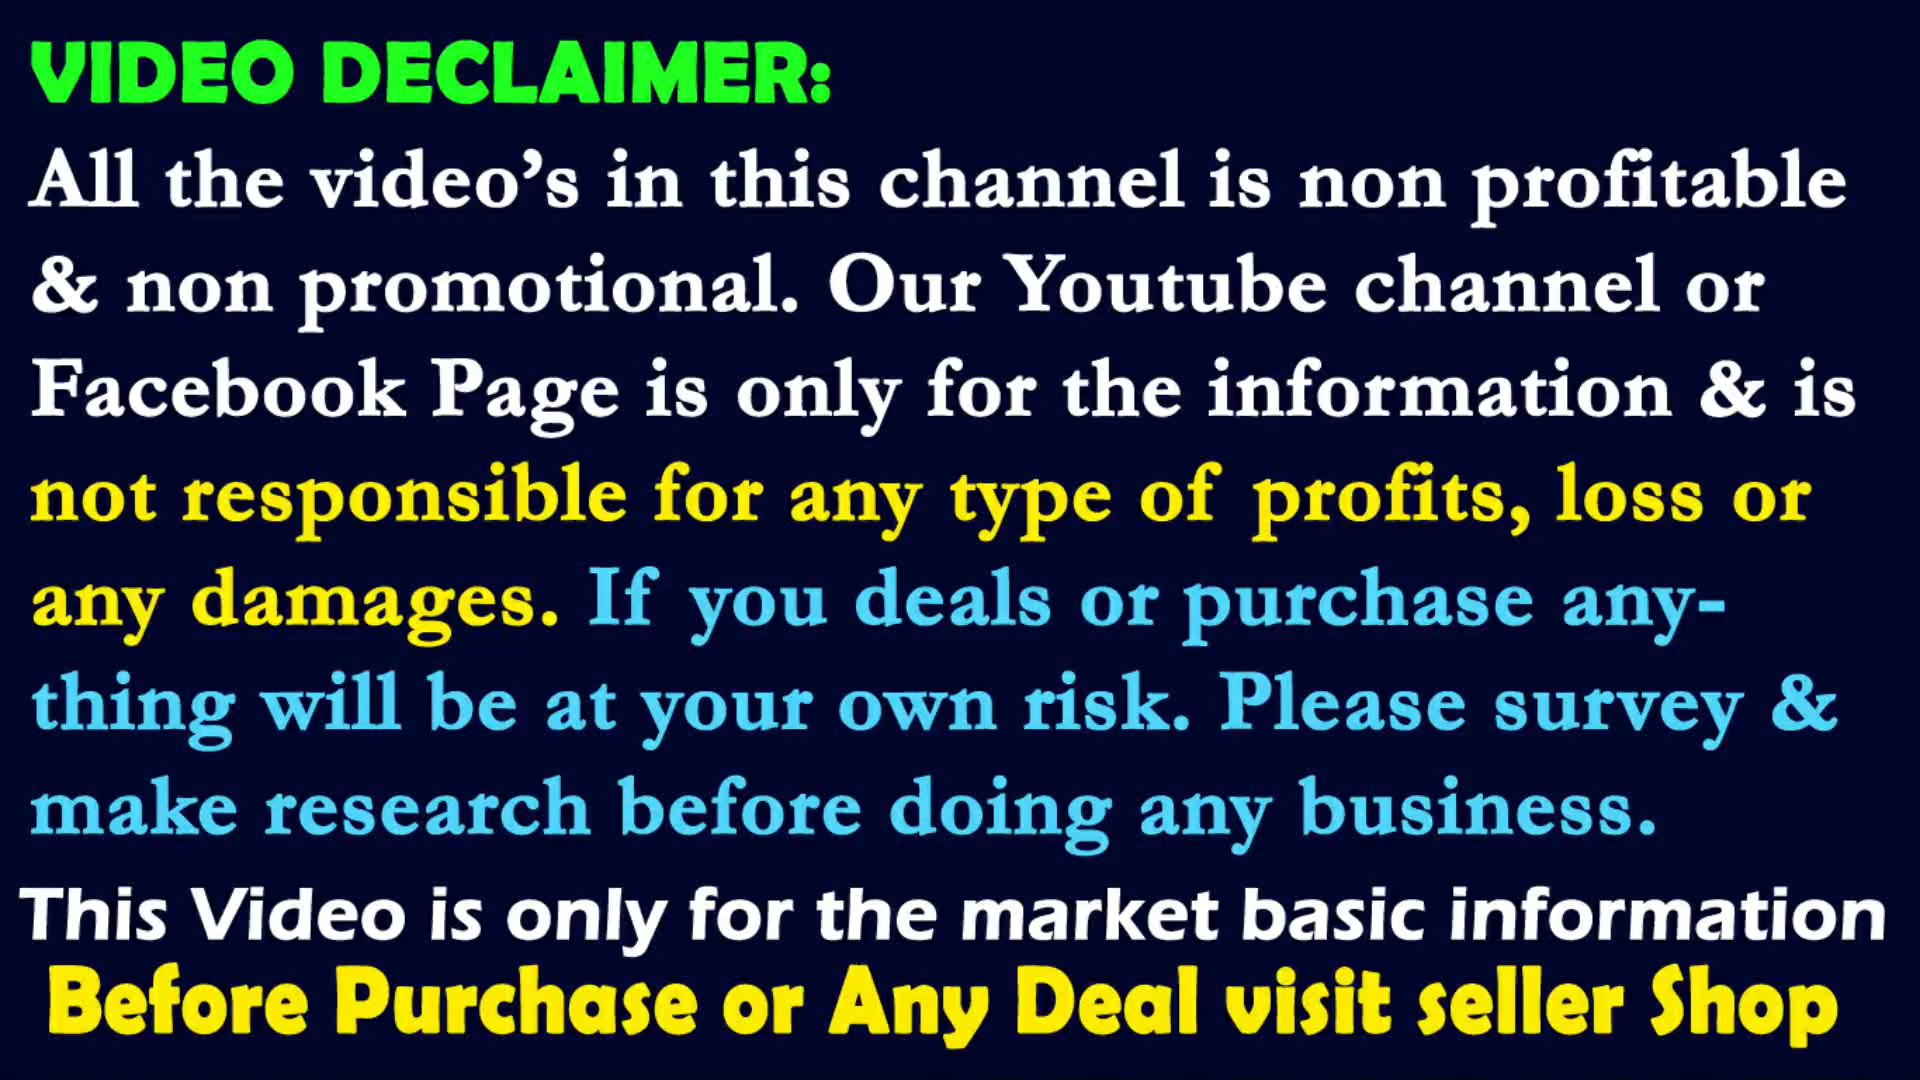 VIDEO DECLAIMER:
All the video’s in this channel is non profitable
& non promotional. Our Youtube channel or
Facebook Page is only for the information & is
not responsible for any type of profits, loss or
any damages. If you deals or purchase any-
thing will be at your own risk. Please survey &
make research before doing any business.
This Video is only for the market basic information
Before Purchase or Any Deal visit seller Shop